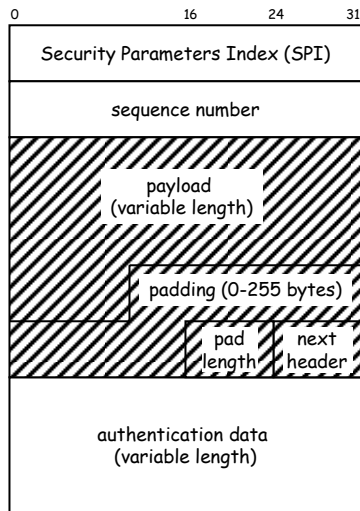 0 16 24 31
Security Parameters Index (SPI)
sequence number
payload
(variable length)
padding (0-255 bytes)
pad
length
next
header
authentication data
(variable length)